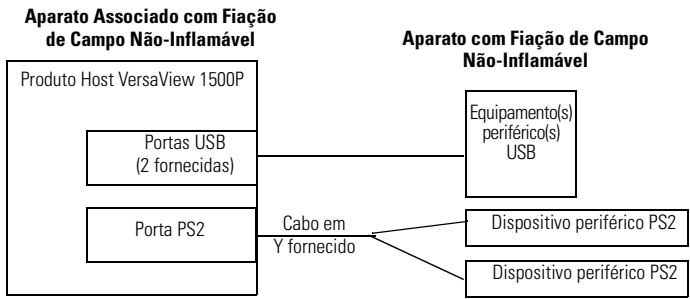 Aparato Associado com Fiação
de Campo Não-Inflamável
Aparato com Fiação de Campo
Não-Inflamável
Produto Host VersaView 1500P
Portas USB
(2 fornecidas)
Equipamento(s)
periférico(s)
USB
Porta PS2
Cabo em
Y fornecido
Dispositivo periférico PS2
Dispositivo periférico PS2